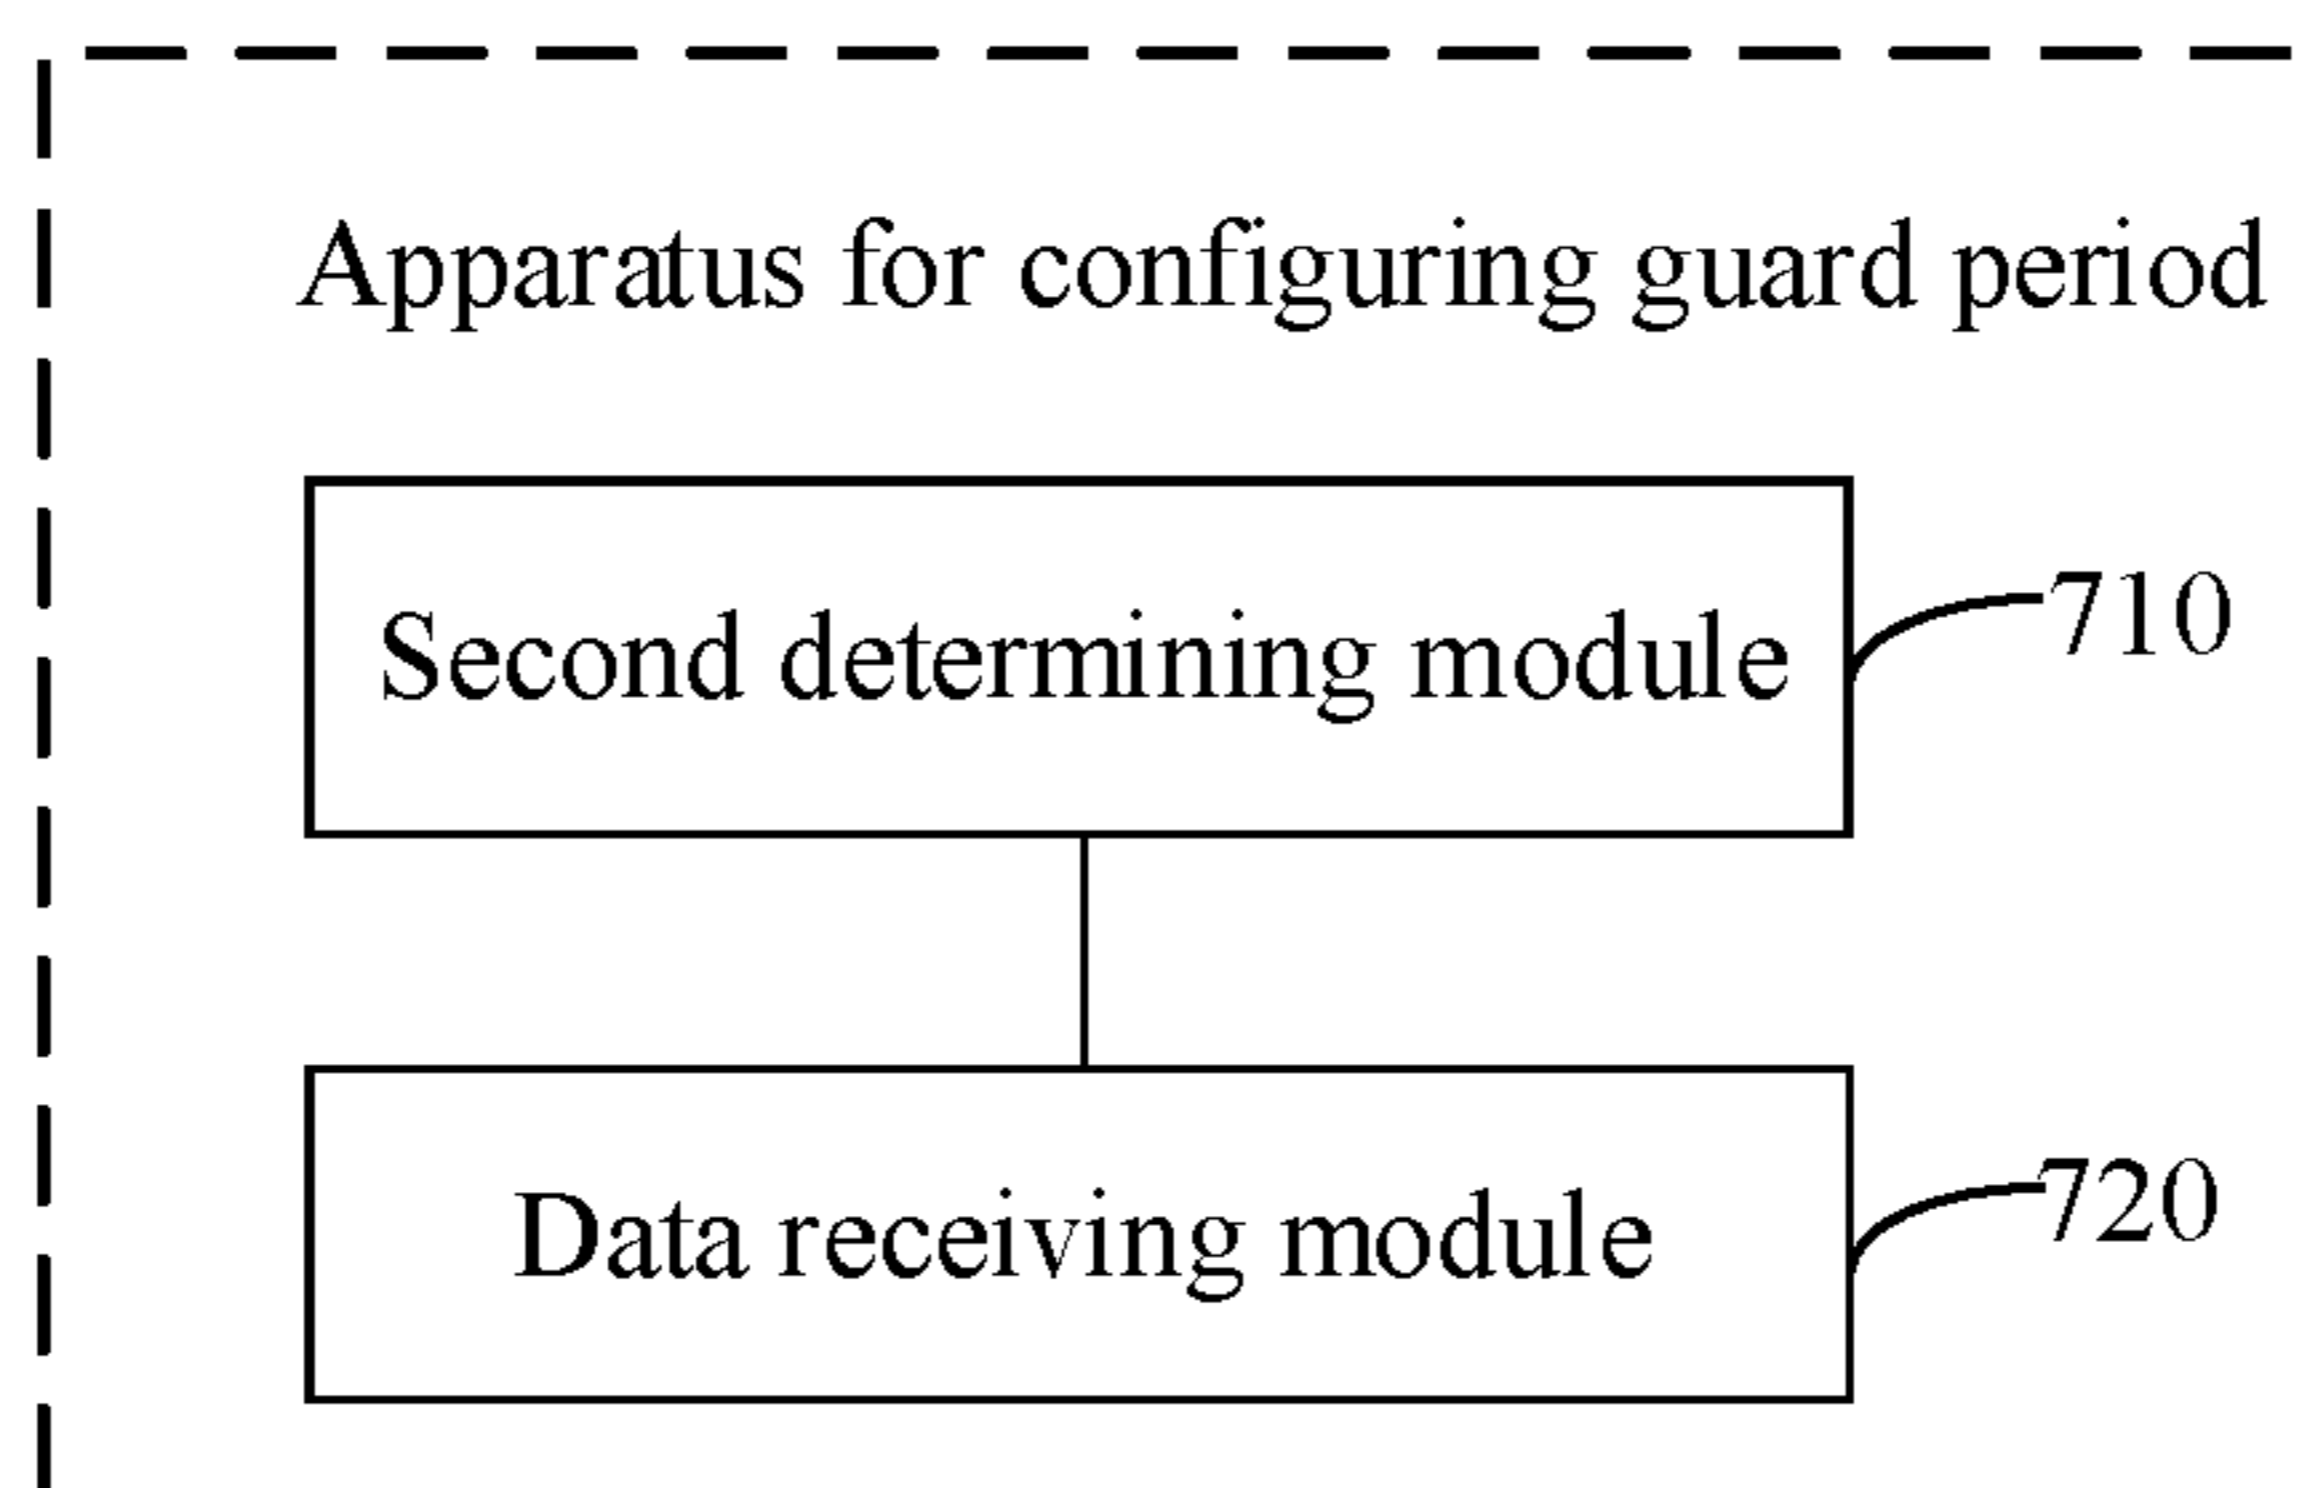 Apparatus for configuring guard period
Second determining module
710
Data receiving module
720